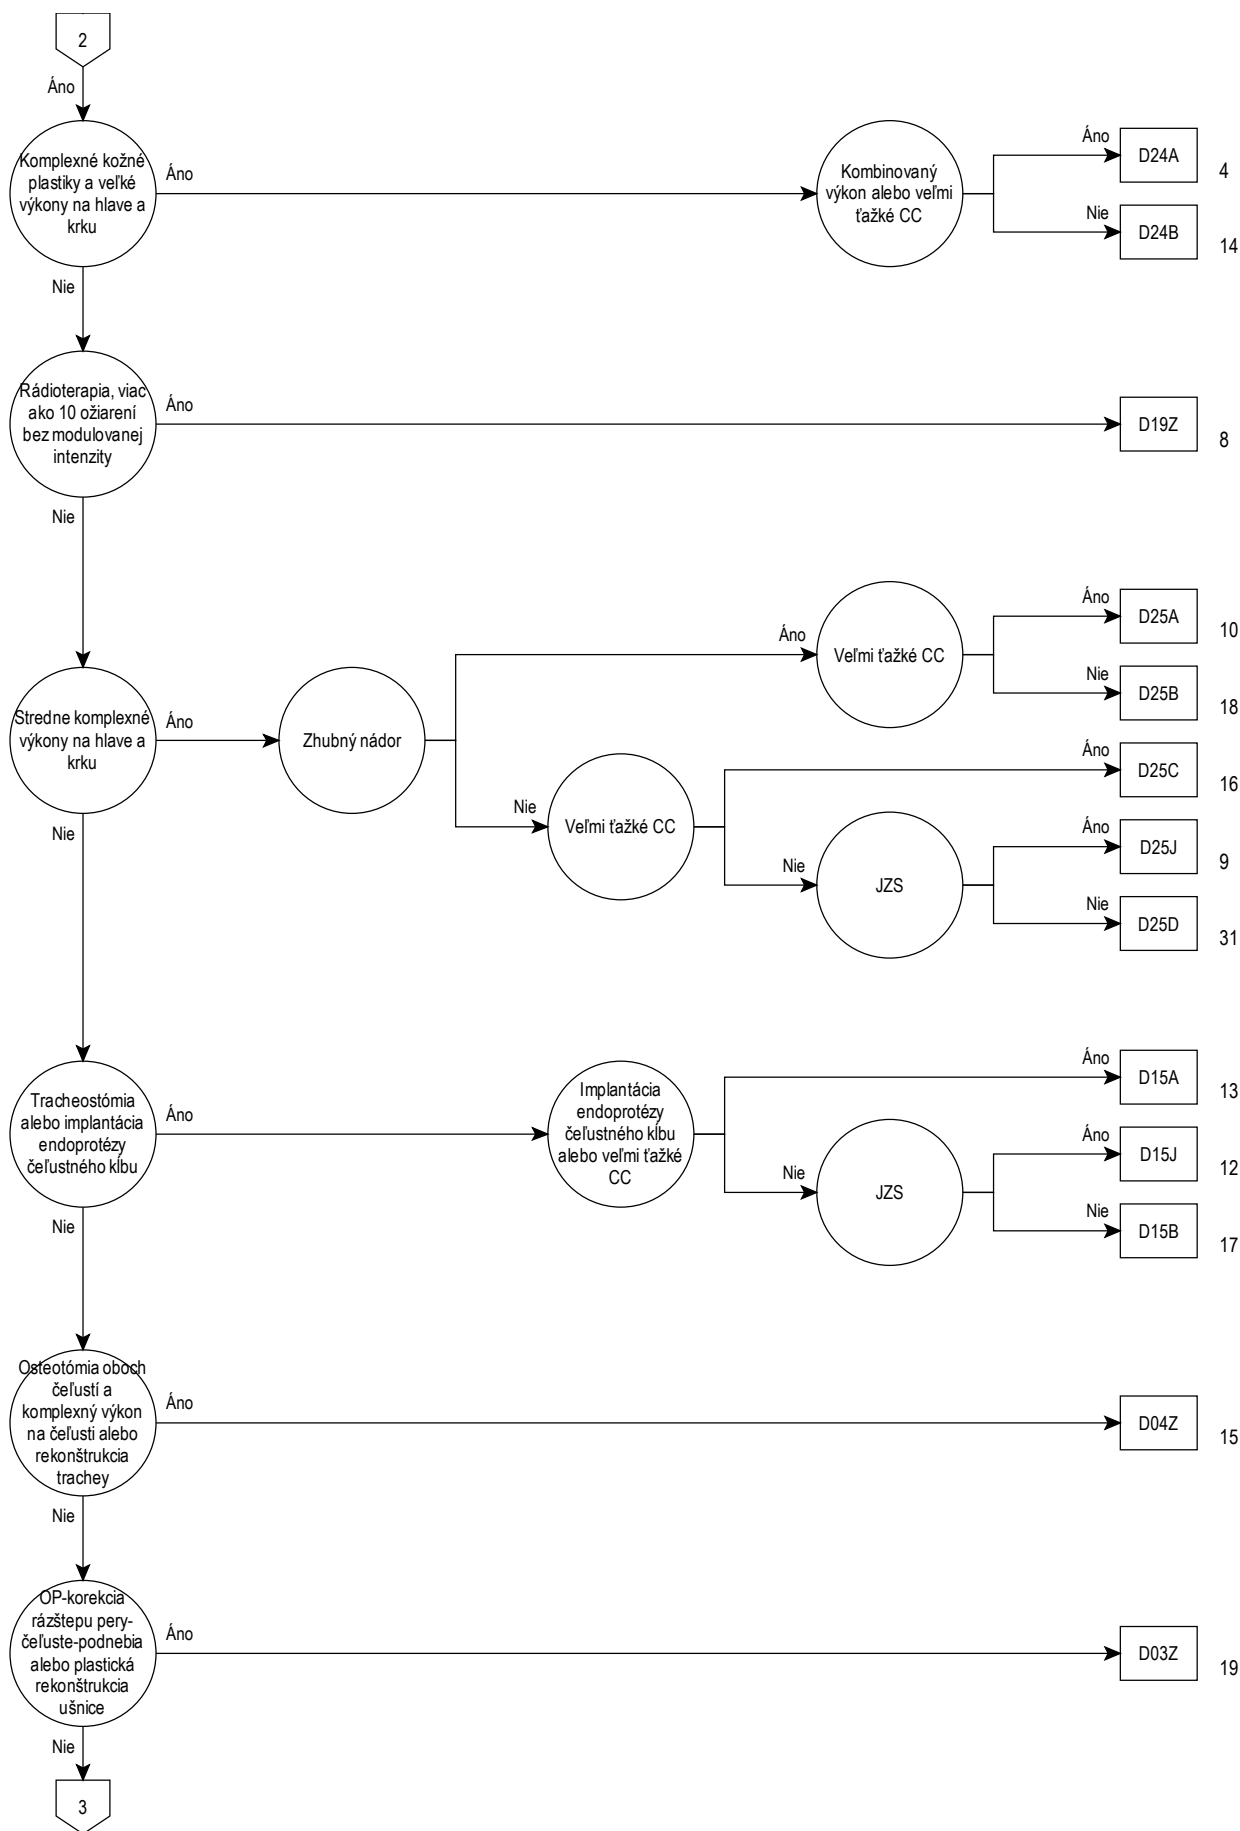 2
Áno
Komplexné kožné
plastiky a veľké
výkony na hlave a
krku
Áno
Kombinovaný
výkon alebo veľmi
ťažké CC
Áno
D24A
4
Nie
D24B
14
Nie
Rádioterapia, viac
ako 10 ožiarení
bez modulovanej
intenzity
Áno
D19Z
8
Nie
Stredne komplexné
výkony na hlave a
krku
Áno
Zhubný nádor
Áno
Veľmi ťažké CC
Áno
D25A
10
Nie
D25B
18
Nie
Veľmi ťažké CC
Áno
D25C
16
Nie
JZS
Áno
D25J
9
Nie
D25D
31
Nie
Tracheostómia
alebo implantácia
endoprotézy
čeľustného kĺbu
Áno
Implantácia
endoprotézy
čeľustného kĺbu
alebo veľmi ťažké
CC
Áno
D15A
13
Nie
JZS
Áno
D15J
12
Nie
D15B
17
Nie
Osteotómia oboch
čeľustí a
komplexný výkon
na čeľusti alebo
rekonštrukcia
trachey
Áno
D04Z
15
Nie
OP-korekcia
rázštepu pery-
čeľuste-podnebia
alebo plastická
rekonštrukcia
ušnice
Áno
D03Z
19
Nie
3